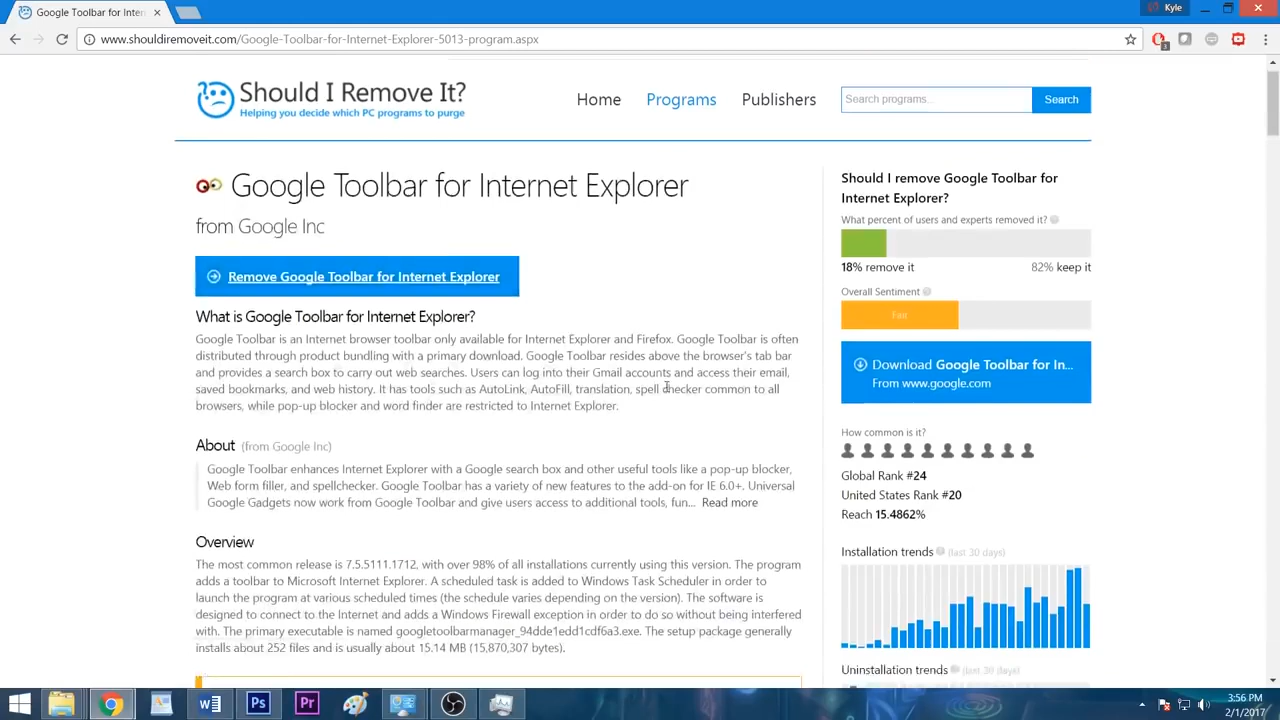 Google Toolbar for Inter
Kyle
www.shouldiremoveit.com/Google-Toolbar-for-Internet-Explorer-5013-program.aspx
3
Should I Remove It?
Helping you decide which PC programs to purge
Home Programs Publishers
Search programs... Search
Google Toolbar for Internet Explorer
from Google Inc
Remove Google Toolbar for Internet Explorer
What is Google Toolbar for Internet Explorer?
Google Toolbar is an Internet browser toolbar only available for Internet Explorer and Firefox. Google Toolbar is often
distributed through product bundling with a primary download. Google Toolbar resides above the browser's tab bar
and provides a search box to carry out web searches. Users can log into their Gmail accounts and access their email,
saved bookmarks, and web history. It has tools such as AutoLink, AutoFill, translation, spell checker common to all
browsers, while pop-up blocker and word finder are restricted to Internet Explorer.
About (from Google Inc)
Google Toolbar enhances Internet Explorer with a Google search box and other useful tools like a pop-up blocker,
Web form filler, and spellchecker. Google Toolbar has a variety of new features to the add-on for IE 6.0+. Universal
Google Gadgets now work from Google Toolbar and give users access to additional tools, fun... Read more
Overview
The most common release is 7.5.5111.1712, with over 98% of all installations currently using this version. The program
adds a toolbar to Microsoft Internet Explorer. A scheduled task is added to Windows Task Scheduler in order to
launch the program at various scheduled times (the schedule varies depending on the version). The software is
designed to connect to the Internet and adds a Windows Firewall exception in order to do so without being interfered
with. The primary executable is named googletoolbarmanager_94dde1edd1cdf6a3.exe. The setup package generally
installs about 252 files and is usually about 15.14 MB (15,870,307 bytes).
Should I remove Google Toolbar for
Internet Explorer?
What percent of users and experts removed it?
18% remove it 82% keep it
Overall Sentiment
Fair
Download Google Toolbar for In...
From www.google.com
How common is it?
Global Rank #24
United States Rank #20
Reach 15.4862%
Installation trends (last 30 days)
Uninstallation trends (last 30 days)
W Ps Pr
3:56 PM
2/1/2017